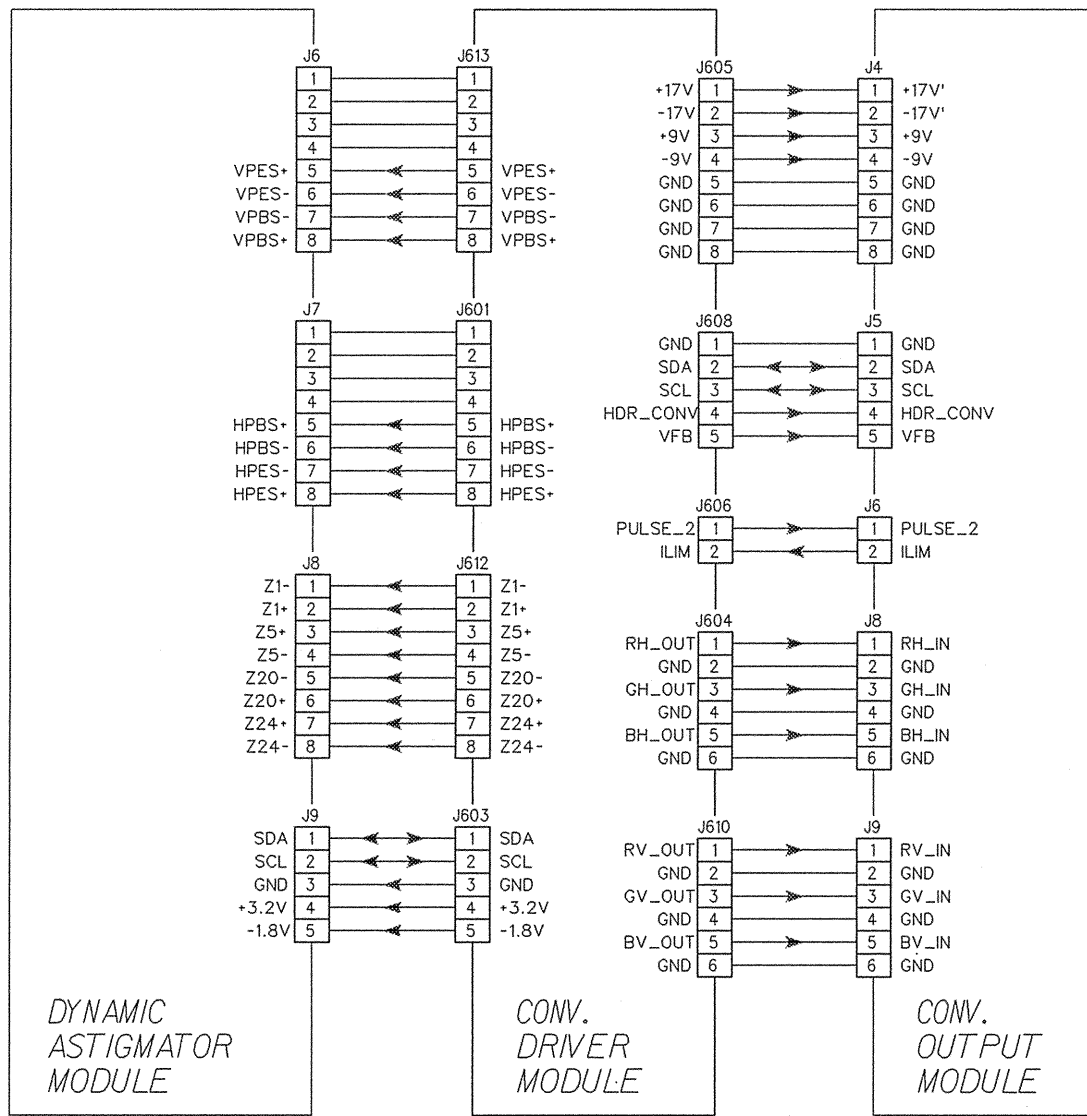 J6 J613
1 1
2 2
3 3
4 4
VPES+ 5 5 VPES+
VPES- 6 6 VPES-
VPBS- 7 7 VPBS-
VPBS+ 8 8 VPBS+
J7 J601
1 1
2 2
3 3
4 4
HPBS+ 5 5 HPBS+
HPBS- 6 6 HPBS-
HPES- 7 7 HPES-
HPES+ 8 8 HPES+
J8 J612
Z1- 1 1 Z1-
Z1+ 2 2 Z1+
Z5+ 3 3 Z5+
Z5- 4 4 Z5-
Z20- 5 5 Z20-
Z20+ 6 6 Z20+
Z24+ 7 7 Z24+
Z24- 8 8 Z24-
J9 J603
SDA 1 1 SDA
SCL 2 2 SCL
GND 3 3 GND
+3.2V 4 4 +3.2V
-1.8V 5 5 -1.8V
J605 J4
+17V 1 1 +17V'
-17V 2 2 -17V'
+9V 3 3 +9V
-9V 4 4 -9V
GND 5 5 GND
GND 6 6 GND
GND 7 7 GND
GND 8 8 GND
J608 J5
GND 1 1 GND
SDA 2 2 SDA
SCL 3 3 SCL
HDR_CONV 4 4 HDR_CONV
VFB 5 5 VFB
J606 J6
PULSE_2 1 1 PULSE_2
ILIM 2 2 ILIM
J604 J8
RH_OUT 1 1 RH_IN
GND 2 2 GND
GH_OUT 3 3 GH_IN
GND 4 4 GND
BH_OUT 5 5 BH_IN
GND 6 6 GND
J610 J9
RV_OUT 1 1 RV_IN
GND 2 2 GND
GV_OUT 3 3 GV_IN
GND 4 4 GND
BV_OUT 5 5 BV_IN
GND 6 6 GND
DYNAMIC
ASTIGMATOR
MODULE
CONV.
DRIVER
MODULE
CONV.
OUTPUT
MODULE